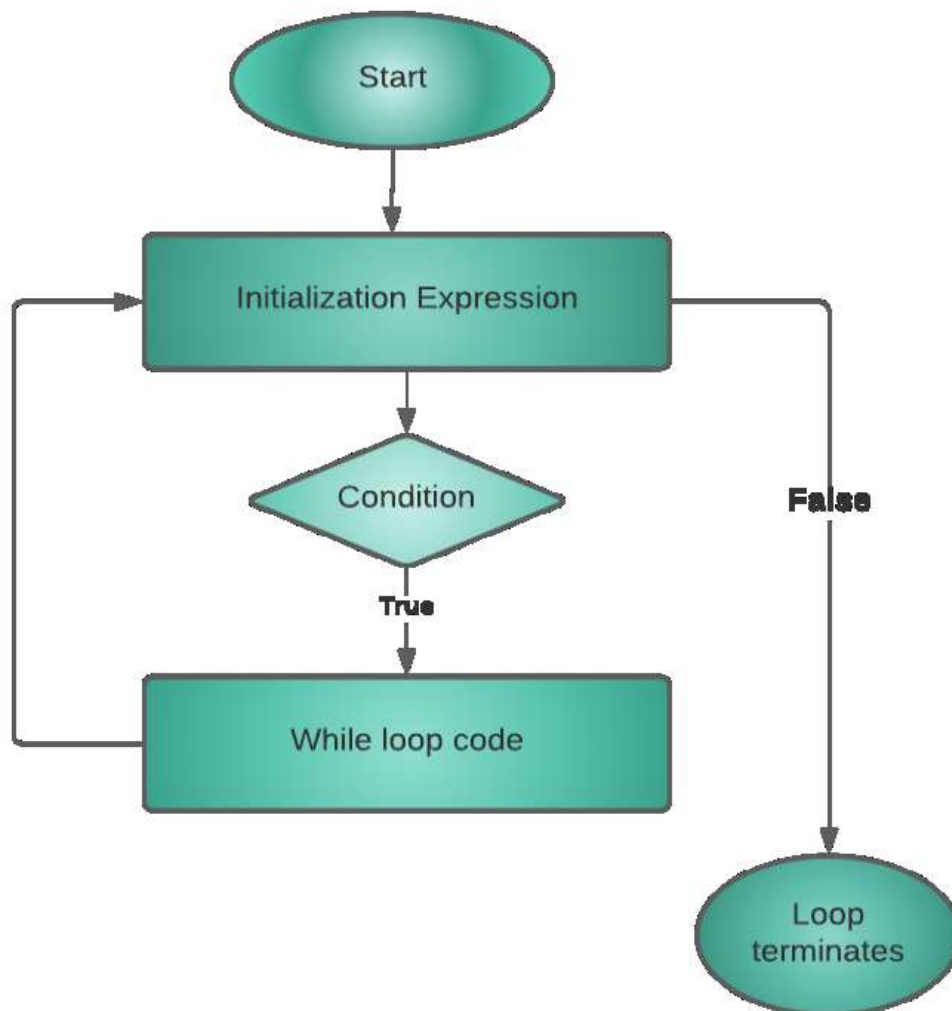 Start
Initialization Expression
Condition
False
True
While loop code
Loop
terminates